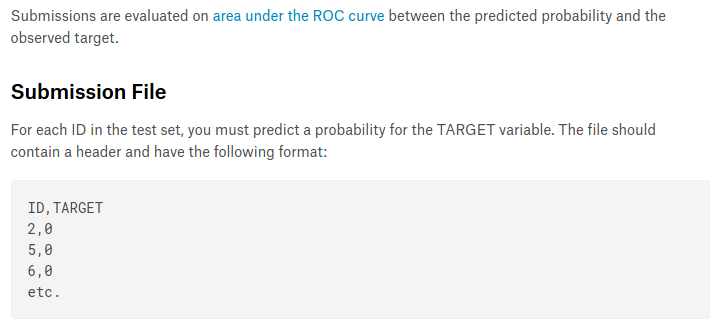 Submissions are evaluated on area under the ROC curve between the predicted probability and the
observed target.
Submission File
For each ID in the test set, you must predict a probability for the TARGET variable. The file should
contain a header and have the following format:
ID,TARGET
2,0
5,0
6,0
etc.